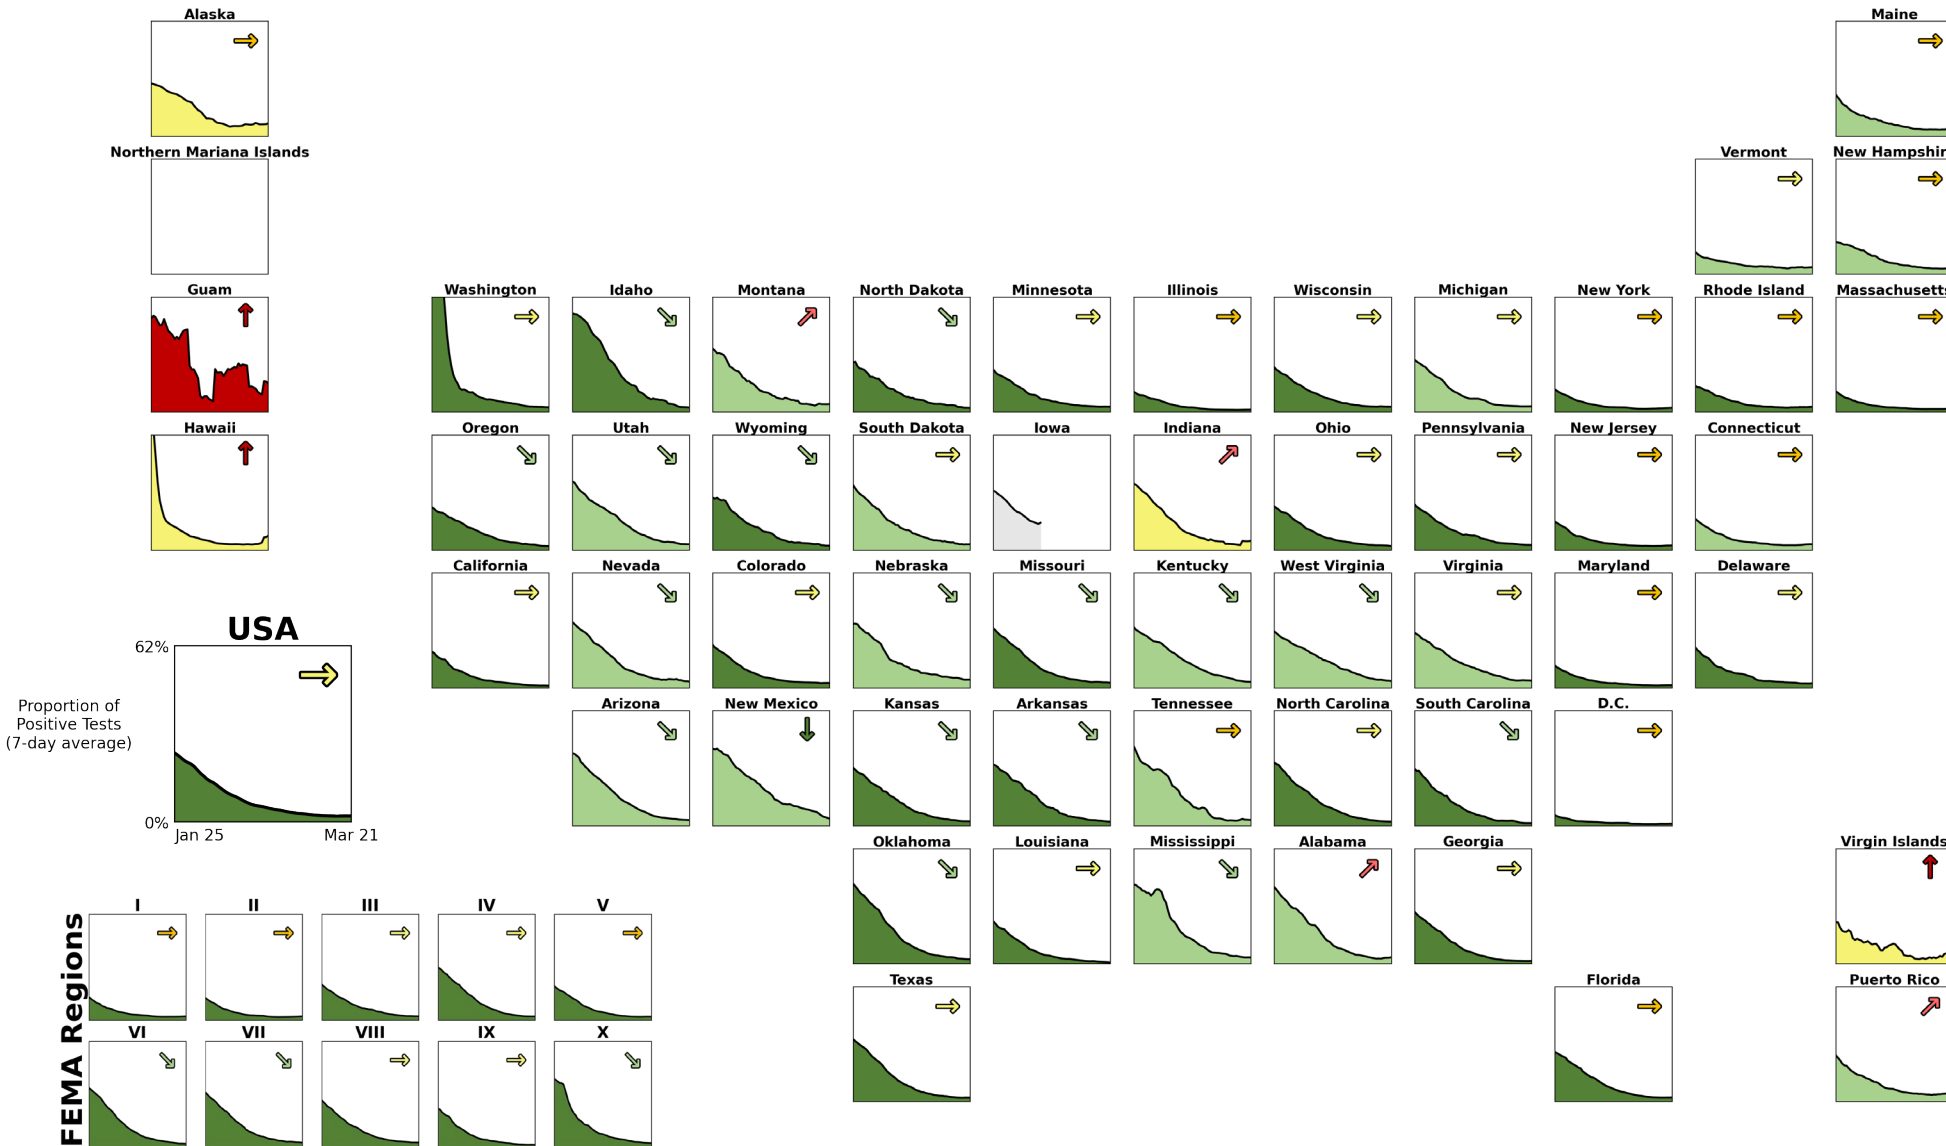 Alaska
Maine
Northern Mariana Islands
Vermont
New Hampshir
Guam
Washington
Idaho
Montana
North Dakota
Minnesota
Illinois
Wisconsin
Michigan
New York
Rhode Island
Massachusetts
Hawaii
Oregon
Utah
Wyoming
South Dakota
Iowa
Indiana
Ohio
Pennsylvania
New Jersey
Connecticut
California
Nevada
Colorado
Nebraska
Missouri
Kentucky
West Virginia
Virginia
Maryland
Delaware
USA
62%
Proportion of
Positive Tests
(7-day average)
0%
Jan 25
Mar 21
Arizona
New Mexico
Kansas
Arkansas
Tennessee
North Carolina
South Carolina
D.C.
Oklahoma
Louisiana
Mississippi
Alabama
Georgia
Virgin Islands
Texas
Florida
Puerto Rico
FEMA Regions
I
II
III
IV
V
VI
VII
VIII
IX
X